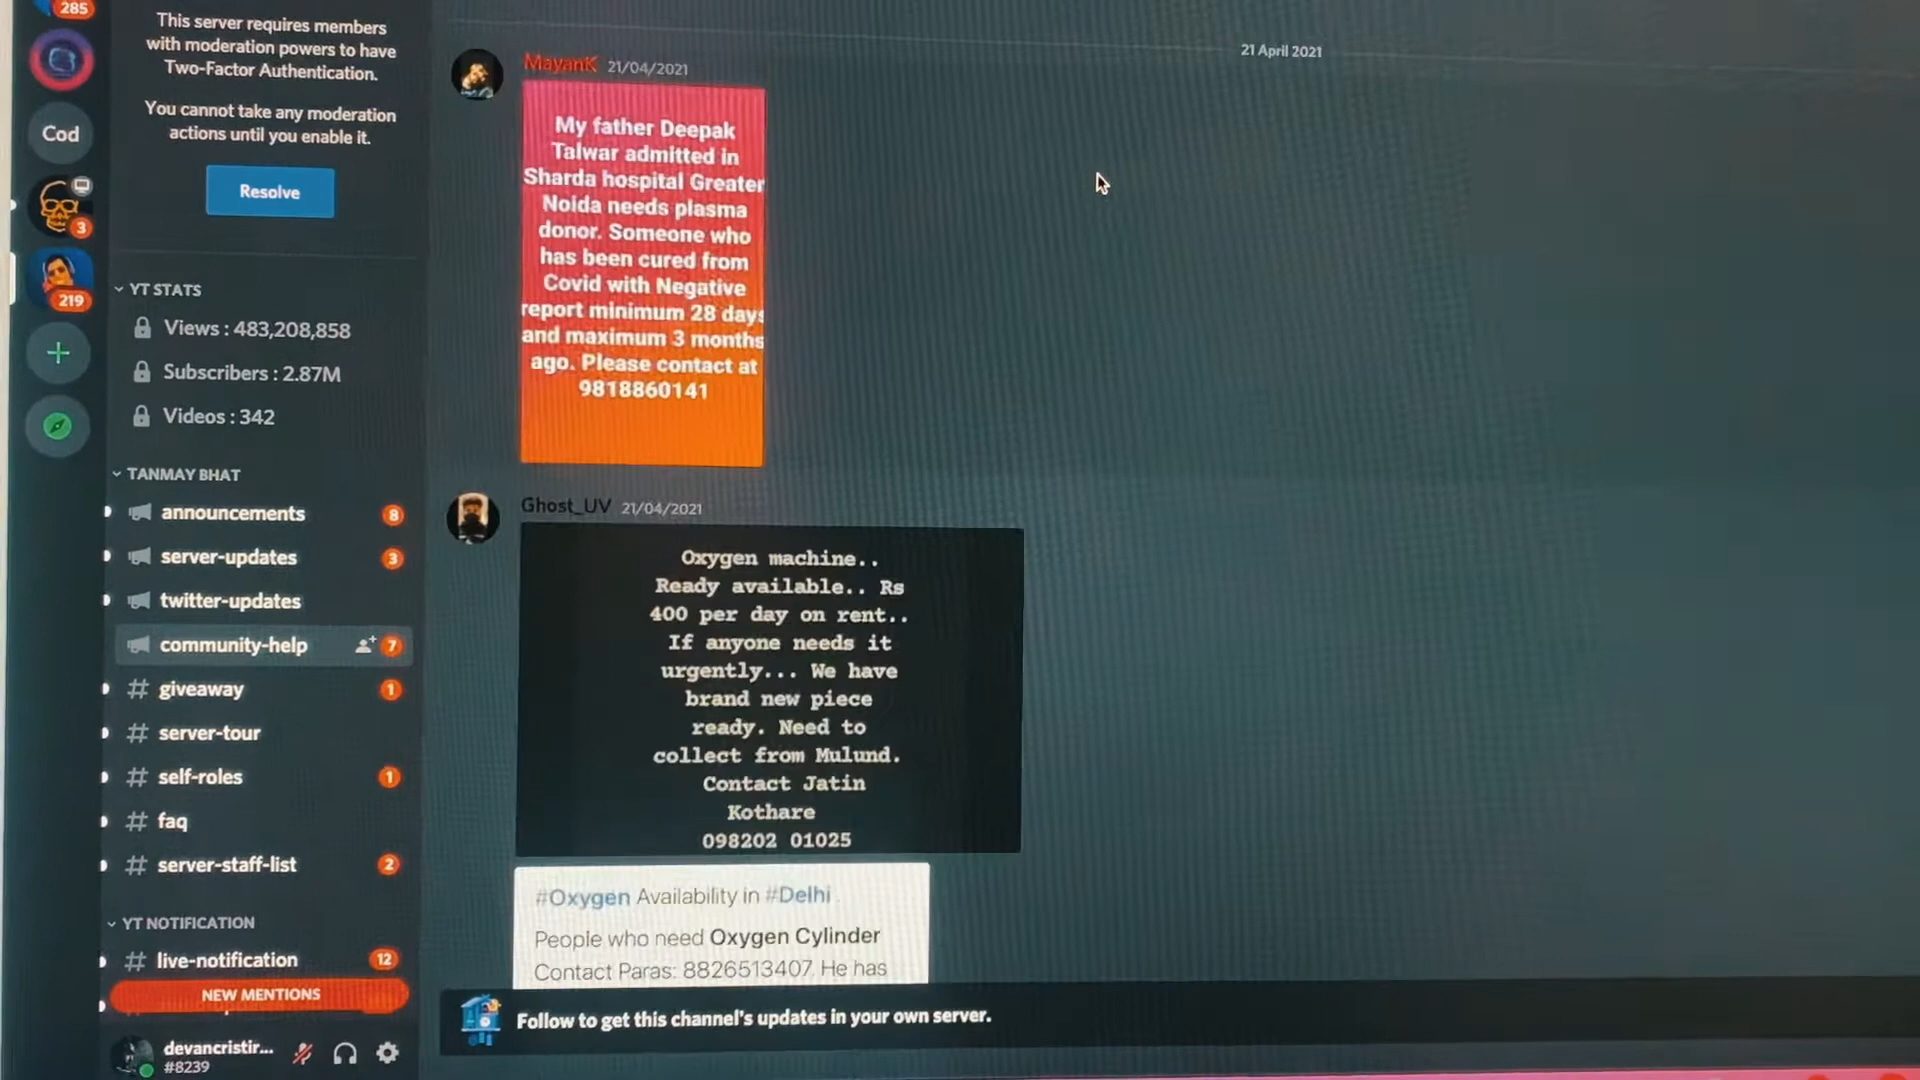 285
This server requires members
with moderation powers to have
Two-Factor Authentication.
You cannot take any moderation
actions until you enable it.
Resolve
Cod
3
219
YT STATS
Views : 483,208,858
Subscribers : 2.87M
Videos : 342
TANMAY BHAT
announcements 8
server-updates 3
twitter-updates
community-help 7
giveaway 1
server-tour
self-roles 1
faq
server-staff-list 2
YT NOTIFICATION
live-notification 12
NEW MENTIONS
devancristir...
#8239
21 April 2021
MayanK 21/04/2021
My father Deepak
Talwar admitted in
Sharda hospital Greater
Noida needs plasma
donor. Someone who
has been cured from
Covid with Negative
report minimum 28 days
and maximum 3 months
ago. Please contact at
9818860141
Ghost_UV 21/04/2021
Oxygen machine..
Ready available.. Rs
400 per day on rent..
If anyone needs it
urgently... We have
brand new piece
ready. Need to
collect from Mulund.
Contact Jatin
Kothare
098202 01025
#Oxygen Availability in #Delhi .
People who need Oxygen Cylinder
Contact Paras: 8826513407. He has
Follow to get this channel's updates in your own server.